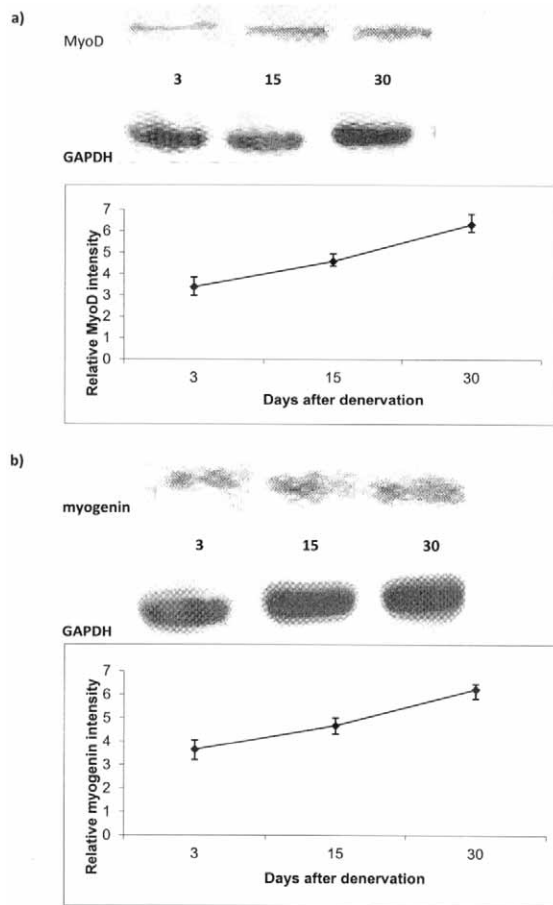 a)
MyoD
3 15 30
GAPDH
Relative MyoD intensity
7
6
5
4
3
2
1
0
3 15 30
Days after denervation
b)
myogenin
3 15 30
GAPDH
Relative myogenin intensity
7
6
5
4
3
2
1
0
3 15 30
Days after denervation